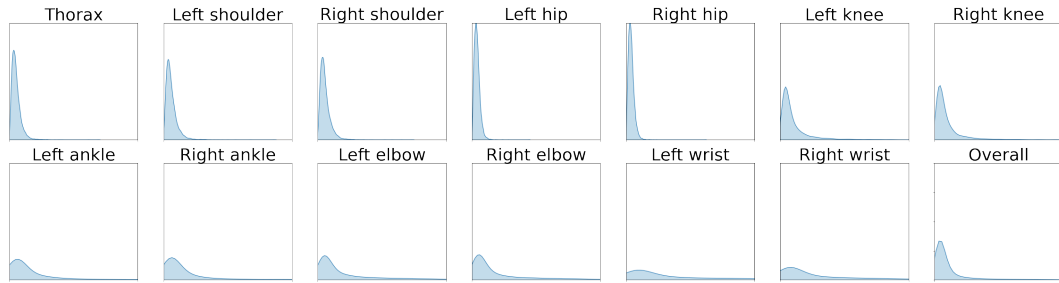 Thorax
Left shoulder
Right shoulder
Left hip
Right hip
Left knee
Right knee
Left ankle
Right ankle
Left elbow
Right elbow
Left wrist
Right wrist
Overall